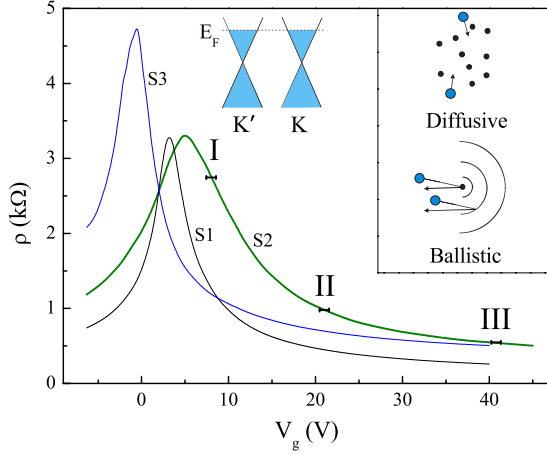 5
4
3
2
1
0
ρ (kΩ)
0
10
20
30
40
V_g (V)
S3
S1
S2
I
II
III
E_F
K′
K
Diffusive
Ballistic